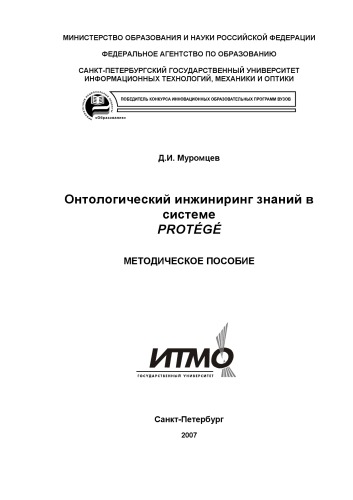 МИНИСТЕРСТВО ОБРАЗОВАНИЯ И НАУКИ РОССИЙСКОЙ ФЕДЕРАЦИИ
ФЕДЕРАЛЬНОЕ АГЕНТСТВО ПО ОБРАЗОВАНИЮ
САНКТ-ПЕТЕРБУРГСКИЙ ГОСУДАРСТВЕННЫЙ УНИВЕРСИТЕТ
ИНФОРМАЦИОННЫХ ТЕХНОЛОГИЙ, МЕХАНИКИ И ОПТИКИ
ПОБЕДИТЕЛЬ КОНКУРСА ИННОВАЦИОННЫХ ОБРАЗОВАТЕЛЬНЫХ ПРОГРАММ ВУЗОВ
«Образование»
Д.И. Муромцев
Онтологический инжиниринг знаний в
системе
PROTÉGÉ
МЕТОДИЧЕСКОЕ ПОСОБИЕ
ИТМО
ГОСУДАРСТВЕННЫЙ УНИВЕРСИТЕТ
Санкт-Петербург
2007